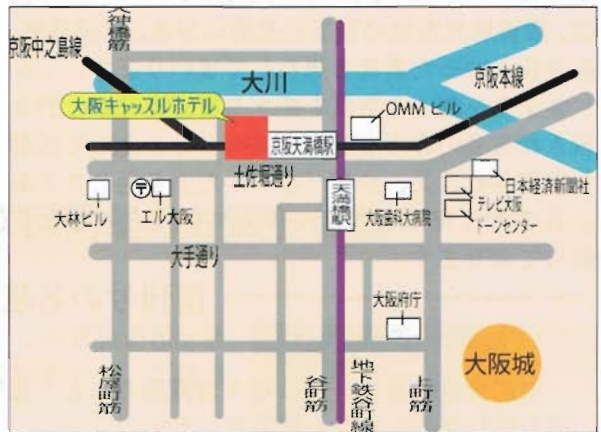 天神橋筋
京阪中之島線
大川
京阪本線
大阪キャッスルホテル
OMM ビル
京阪天満橋駅
土佐堀通り
天満橋駅
日本経済新聞社
テレビ大阪
ドーンセンター
大阪歯科大病院
大林ビル
〒
エル大阪
大手通り
大阪府庁
大阪城
松屋町筋
谷町筋
地下鉄谷町線
上町筋